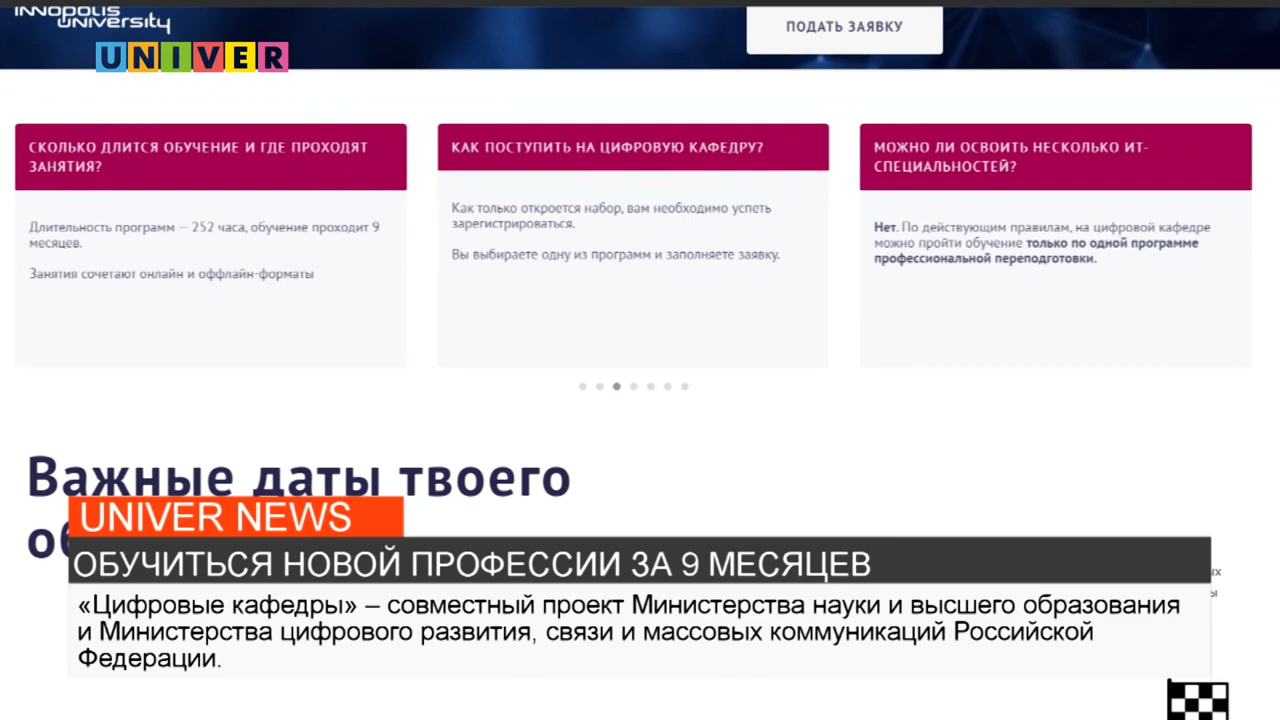 INNOPOLIS
UNIVERSITY
ПОДАТЬ ЗАЯВКУ
UNIVER
СКОЛЬКО ДЛИТСЯ ОБУЧЕНИЕ И ГДЕ ПРОХОДЯТ
ЗАНЯТИЯ?
Длительность программ – 252 часа, обучение проходит 9
месяцев.
Занятия сочетают онлайн и оффлайн-форматы
КАК ПОСТУПИТЬ НА ЦИФРОВУЮ КАФЕДРУ?
Как только откроется набор, вам необходимо успеть
зарегистрироваться.
Вы выбираете одну из программ и заполняете заявку.
МОЖНО ЛИ ОСВОИТЬ НЕСКОЛЬКО ИТ-
СПЕЦИАЛЬНОСТЕЙ?
Нет. По действующим правилам, на цифровой кафедре
можно пройти обучение только по одной программе
профессиональной переподготовки.
Важные даты твоего
UNIVER NEWS
ОБУЧИТЬСЯ НОВОЙ ПРОФЕССИИ ЗА 9 МЕСЯЦЕВ
«Цифровые кафедры» – совместный проект Министерства науки и высшего образования
и Министерства цифрового развития, связи и массовых коммуникаций Российской
Федерации.